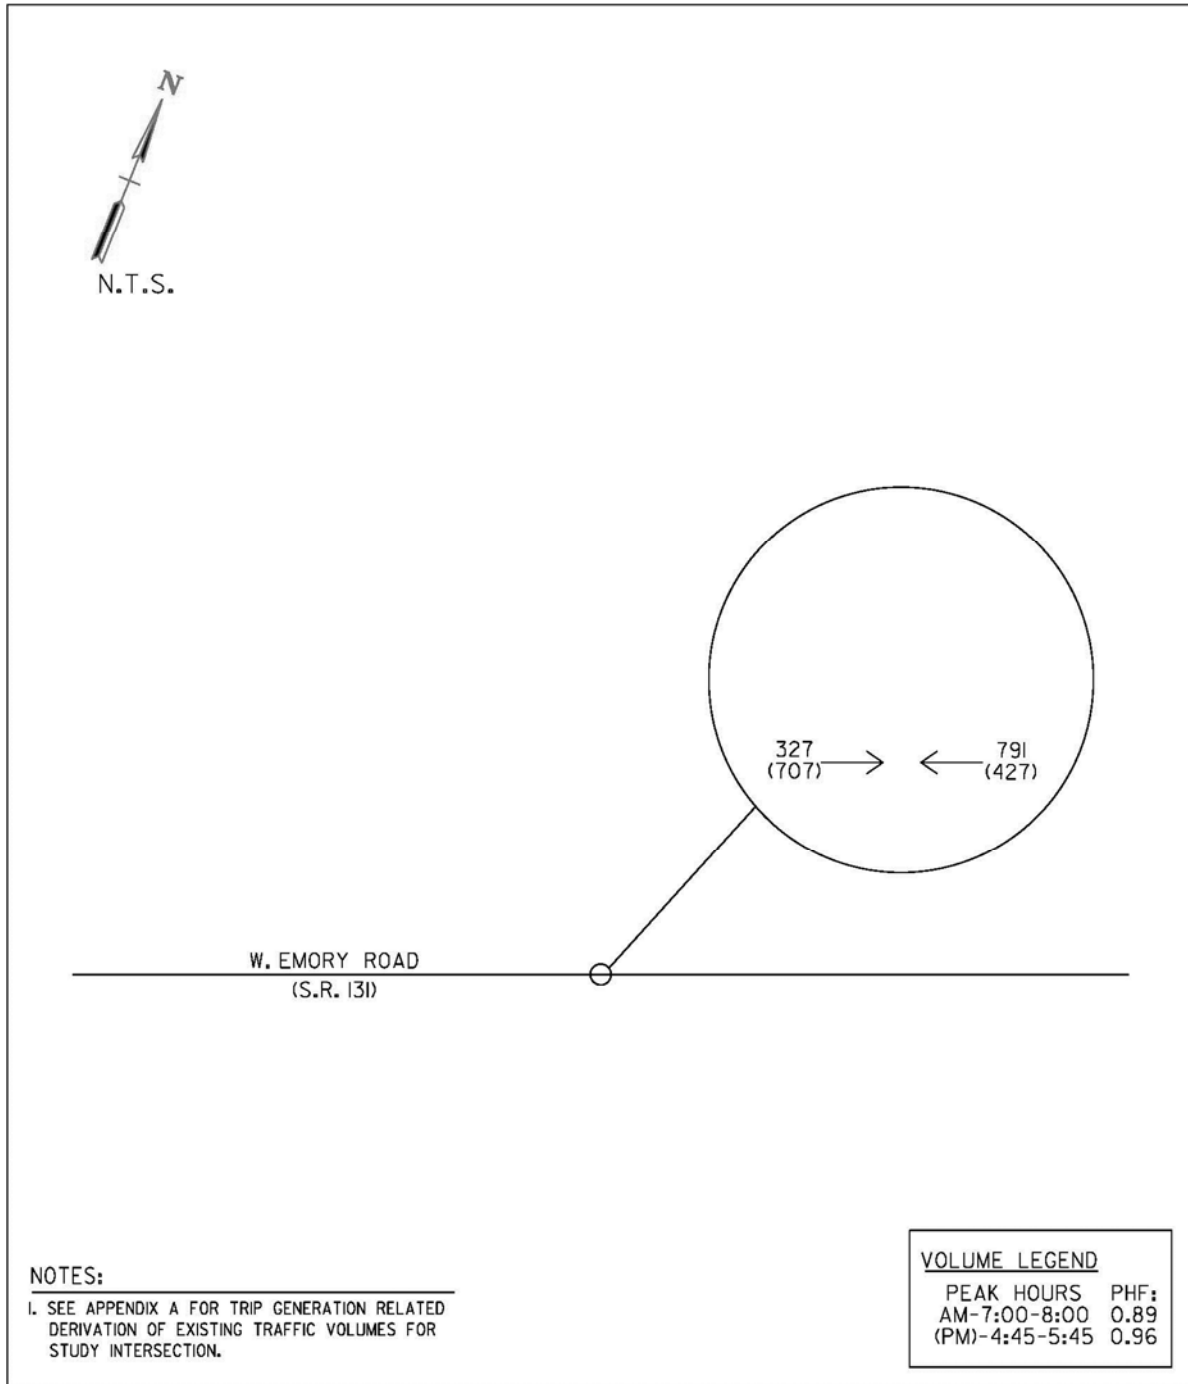 N
N.T.S.
327
(707)
791
(427)
W. EMORY ROAD
(S.R. 131)
NOTES:
1. SEE APPENDIX A FOR TRIP GENERATION RELATED
DERIVATION OF EXISTING TRAFFIC VOLUMES FOR
STUDY INTERSECTION.
VOLUME LEGEND
PEAK HOURS PHF:
AM-7:00-8:00 0.89
(PM)-4:45-5:45 0.96